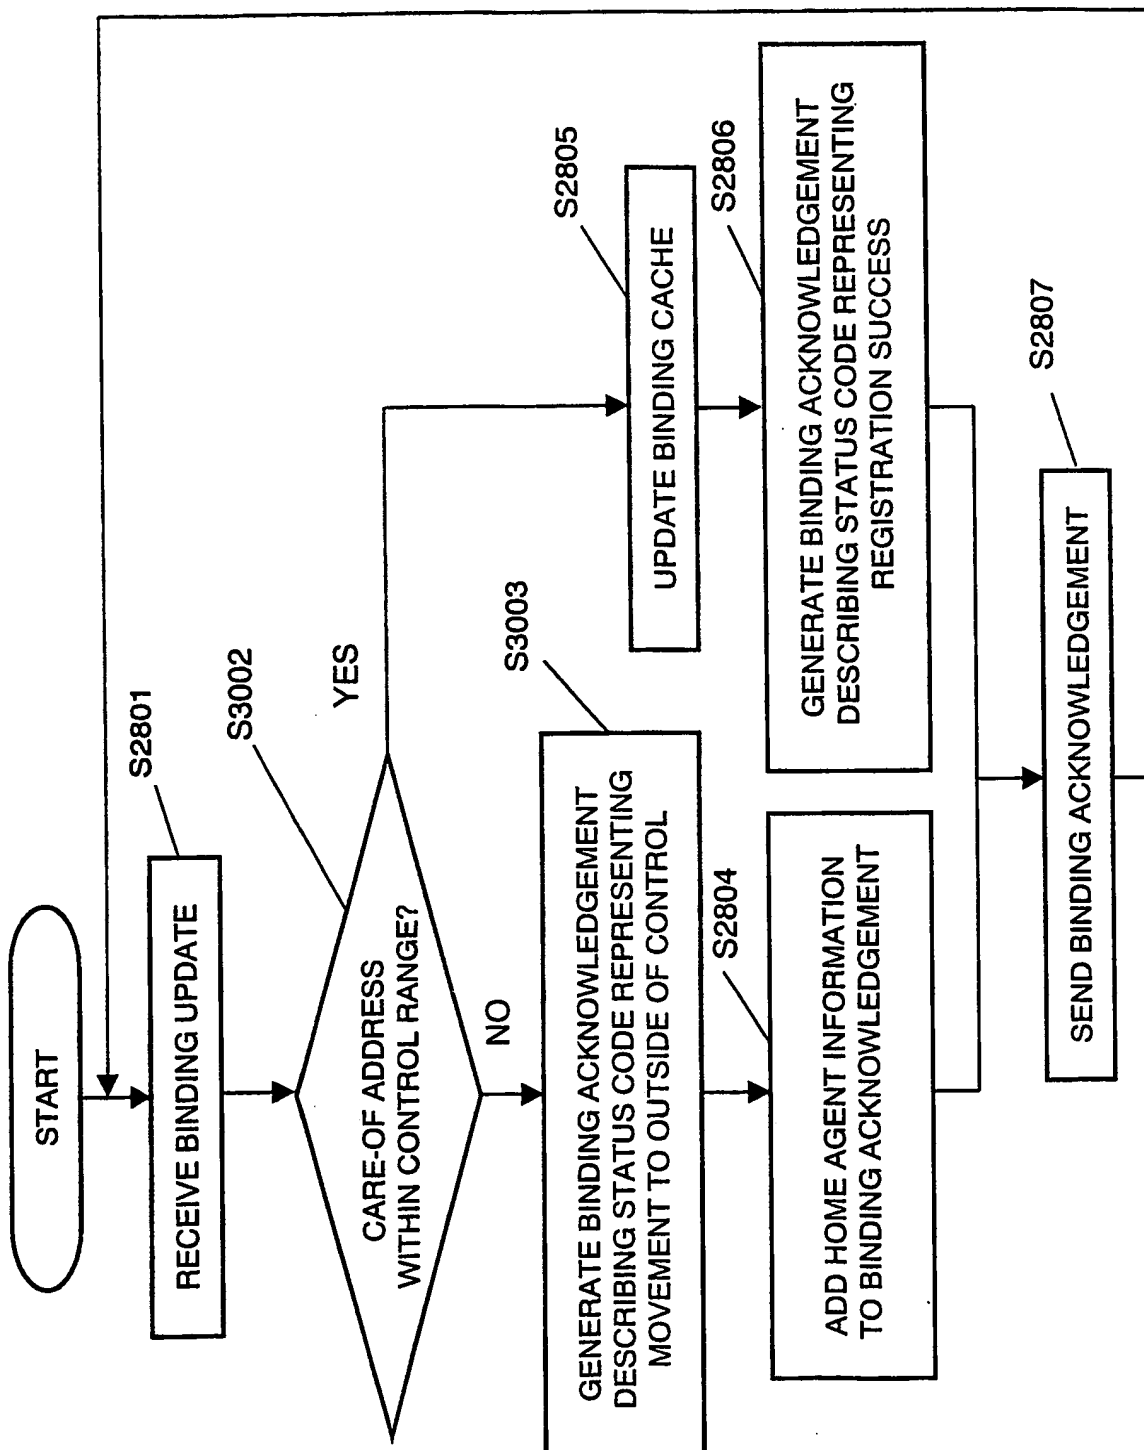 START
S2801
RECEIVE BINDING UPDATE
S3002
CARE-OF ADDRESS
WITHIN CONTROL RANGE?
YES
NO
S3003
GENERATE BINDING ACKNOWLEDGEMENT
DESCRIBING STATUS CODE REPRESENTING
MOVEMENT TO OUTSIDE OF CONTROL
S2804
ADD HOME AGENT INFORMATION
TO BINDING ACKNOWLEDGEMENT
S2805
UPDATE BINDING CACHE
S2806
GENERATE BINDING ACKNOWLEDGEMENT
DESCRIBING STATUS CODE REPRESENTING
REGISTRATION SUCCESS
S2807
SEND BINDING ACKNOWLEDGEMENT